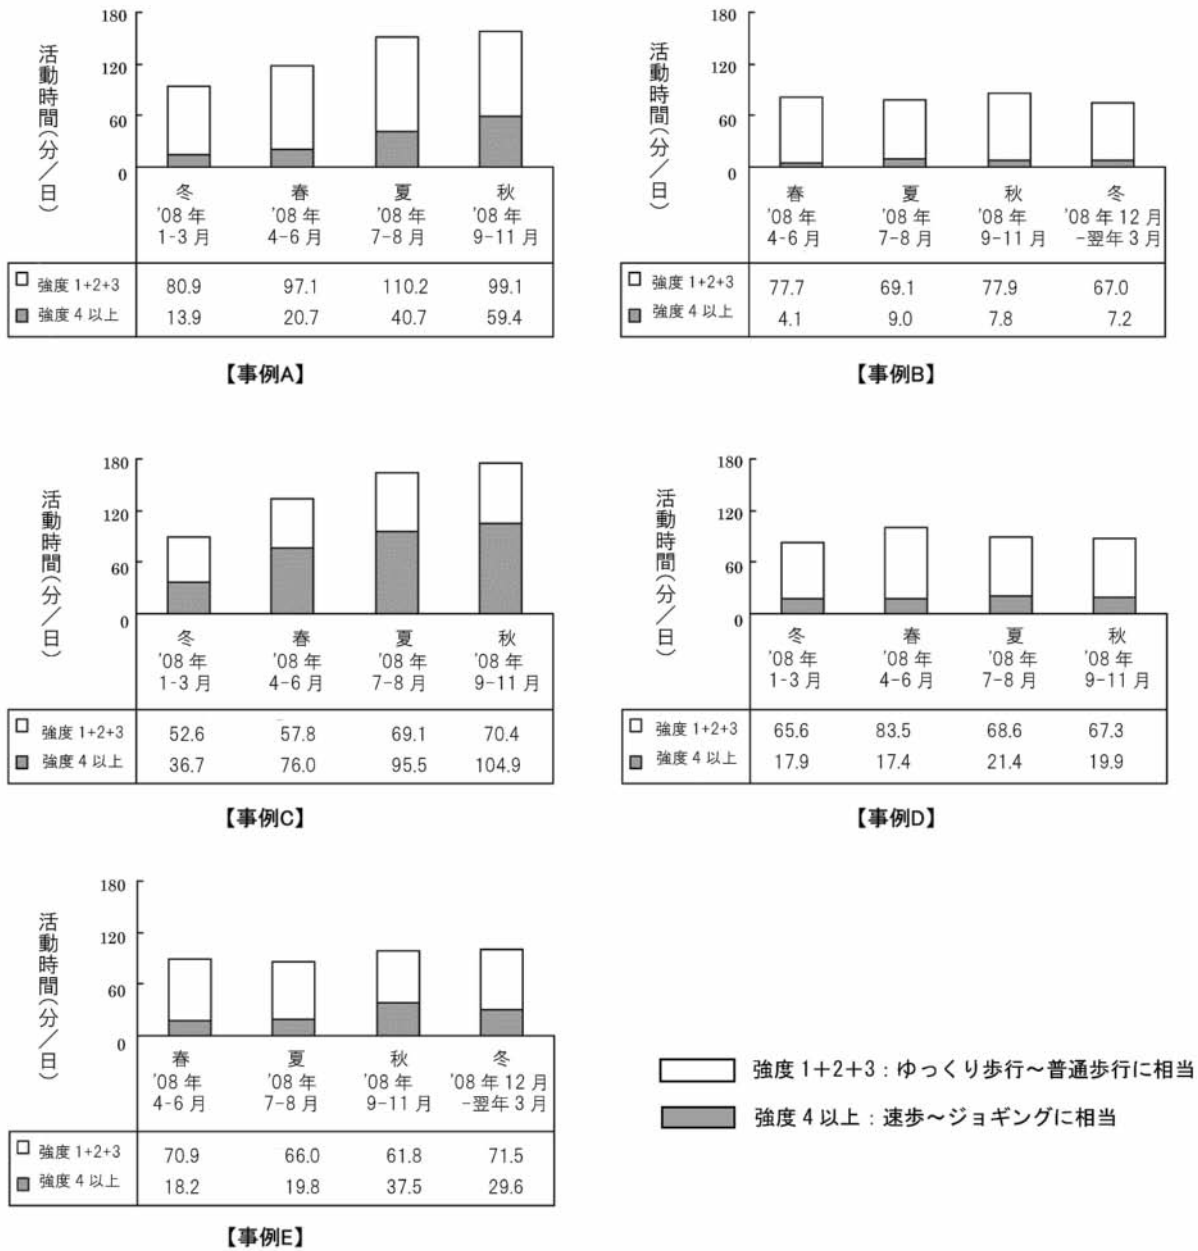 活動時間(分/日)
180
120
60
0
冬 春 夏 秋
'08 年 '08 年 '08 年 '08 年
1-3 月 4-6 月 7-8 月 9-11 月
強度 1+2+3 80.9 97.1 110.2 99.1
強度 4 以上 13.9 20.7 40.7 59.4
【事例A】
活動時間(分/日)
180
120
60
0
春 夏 秋 冬
'08 年 '08 年 '08 年 '08 年 12 月
4-6 月 7-8 月 9-11 月 -翌年 3 月
強度 1+2+3 77.7 69.1 77.9 67.0
強度 4 以上 4.1 9.0 7.8 7.2
【事例B】
活動時間(分/日)
180
120
60
0
冬 春 夏 秋
'08 年 '08 年 '08 年 '08 年
1-3 月 4-6 月 7-8 月 9-11 月
強度 1+2+3 52.6 57.8 69.1 70.4
強度 4 以上 36.7 76.0 95.5 104.9
【事例C】
活動時間(分/日)
180
120
60
0
冬 春 夏 秋
'08 年 '08 年 '08 年 '08 年
1-3 月 4-6 月 7-8 月 9-11 月
強度 1+2+3 65.6 83.5 68.6 67.3
強度 4 以上 17.9 17.4 21.4 19.9
【事例D】
活動時間(分/日)
180
120
60
0
春 夏 秋 冬
'08 年 '08 年 '08 年 '08 年 12 月
4-6 月 7-8 月 9-11 月 -翌年 3 月
強度 1+2+3 70.9 66.0 61.8 71.5
強度 4 以上 18.2 19.8 37.5 29.6
【事例E】
強度 1+2+3：ゆっくり歩行～普通歩行に相当
強度 4 以上：速歩～ジョギングに相当